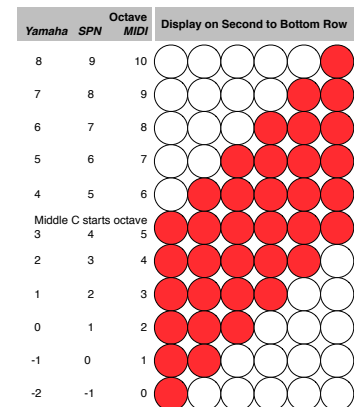 Octave
Yamaha SPN MIDI Display on Second to Bottom Row
8 9 10
7 8 9
6 7 8
5 6 7
4 5 6
Middle C starts octave
3 4 5
2 3 4
1 2 3
0 1 2
-1 0 1
-2 -1 0